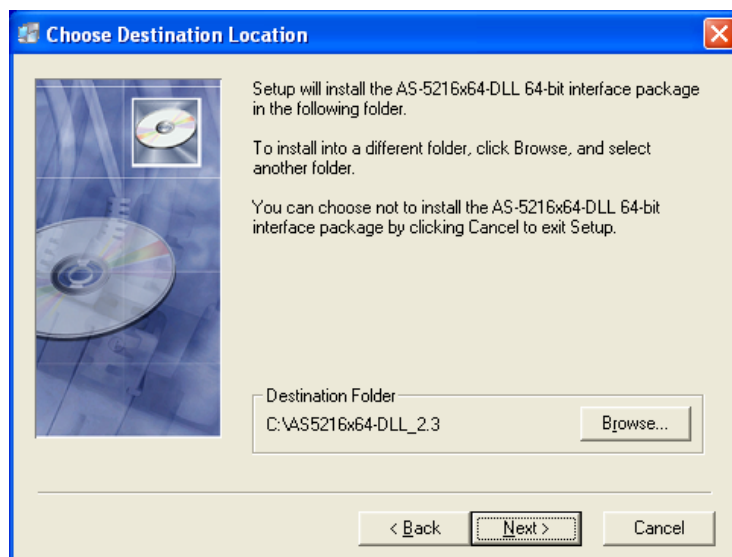 Choose Destination Location
Setup will install the AS-5216x64-DLL 64-bit interface package
in the following folder.
To install into a different folder, click Browse, and select
another folder.
You can choose not to install the AS-5216x64-DLL 64-bit
interface package by clicking Cancel to exit Setup.
Destination Folder
C:\AS5216x64-DLL_2.3
Browse...
< Back
Next >
Cancel